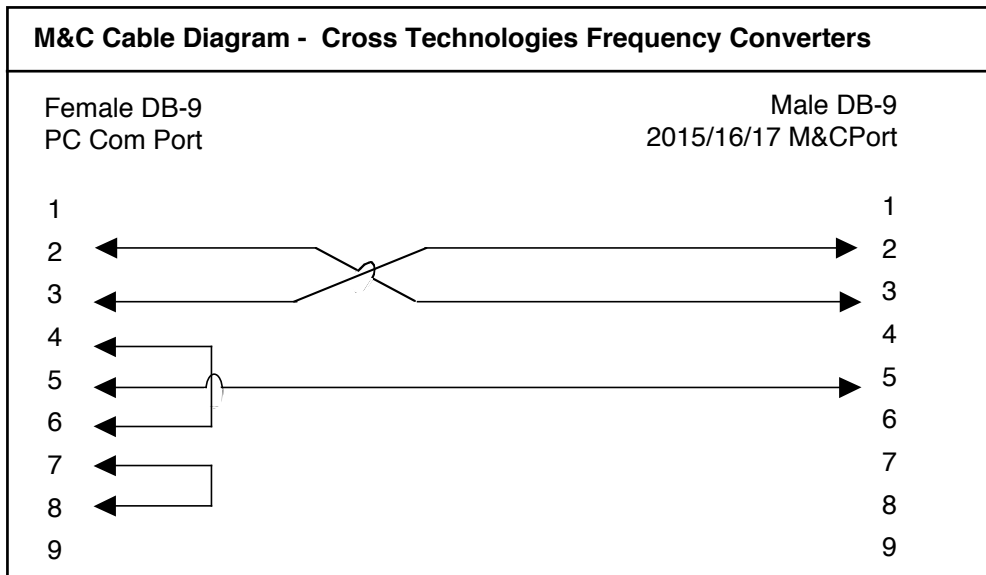 M&C Cable Diagram - Cross Technologies Frequency Converters
Female DB-9
PC Com Port
Male DB-9
2015/16/17 M&CPort
1 1
2 2
3 3
4 4
5 5
6 6
7 7
8 8
9 9